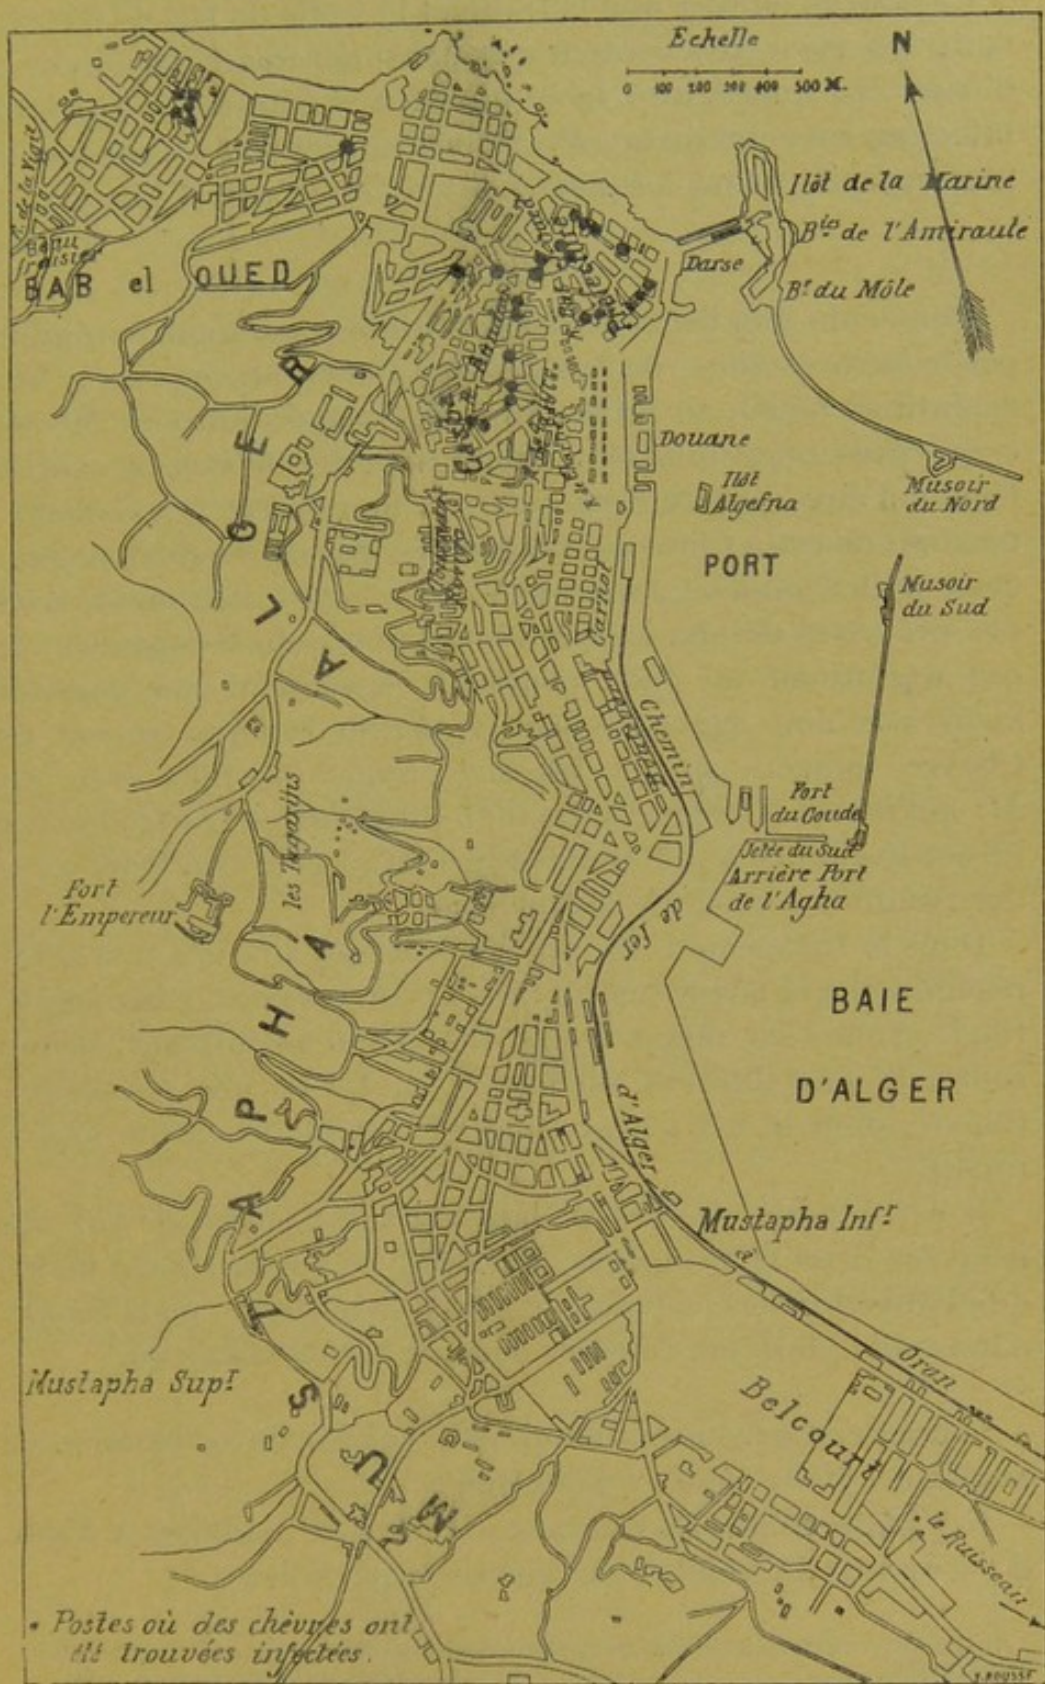 Echelle
N
0 100 200 300 400 500 M.
Ilôt de la Marine
Bie de l'Amirauté
Darse
Bt du Môle
BAB el OUED
Douane
Ilôt
Algefna
Musoir
du Nord
PORT
Musoir
du Sud
Carnot
ALGER
Chemin
de fer
d'Alger
à
Oran
les Tagarins
Fort
du Coude
Jetée du Sud
Arrière Port
de l'Agha
Fort
l'Empereur
BAIE
D'ALGER
MUSTAPHA
Mustapha Infr
Mustapha Supr
Belcourt
le Ruisseau
• Postes où des chèvres ont
été trouvées infectées.